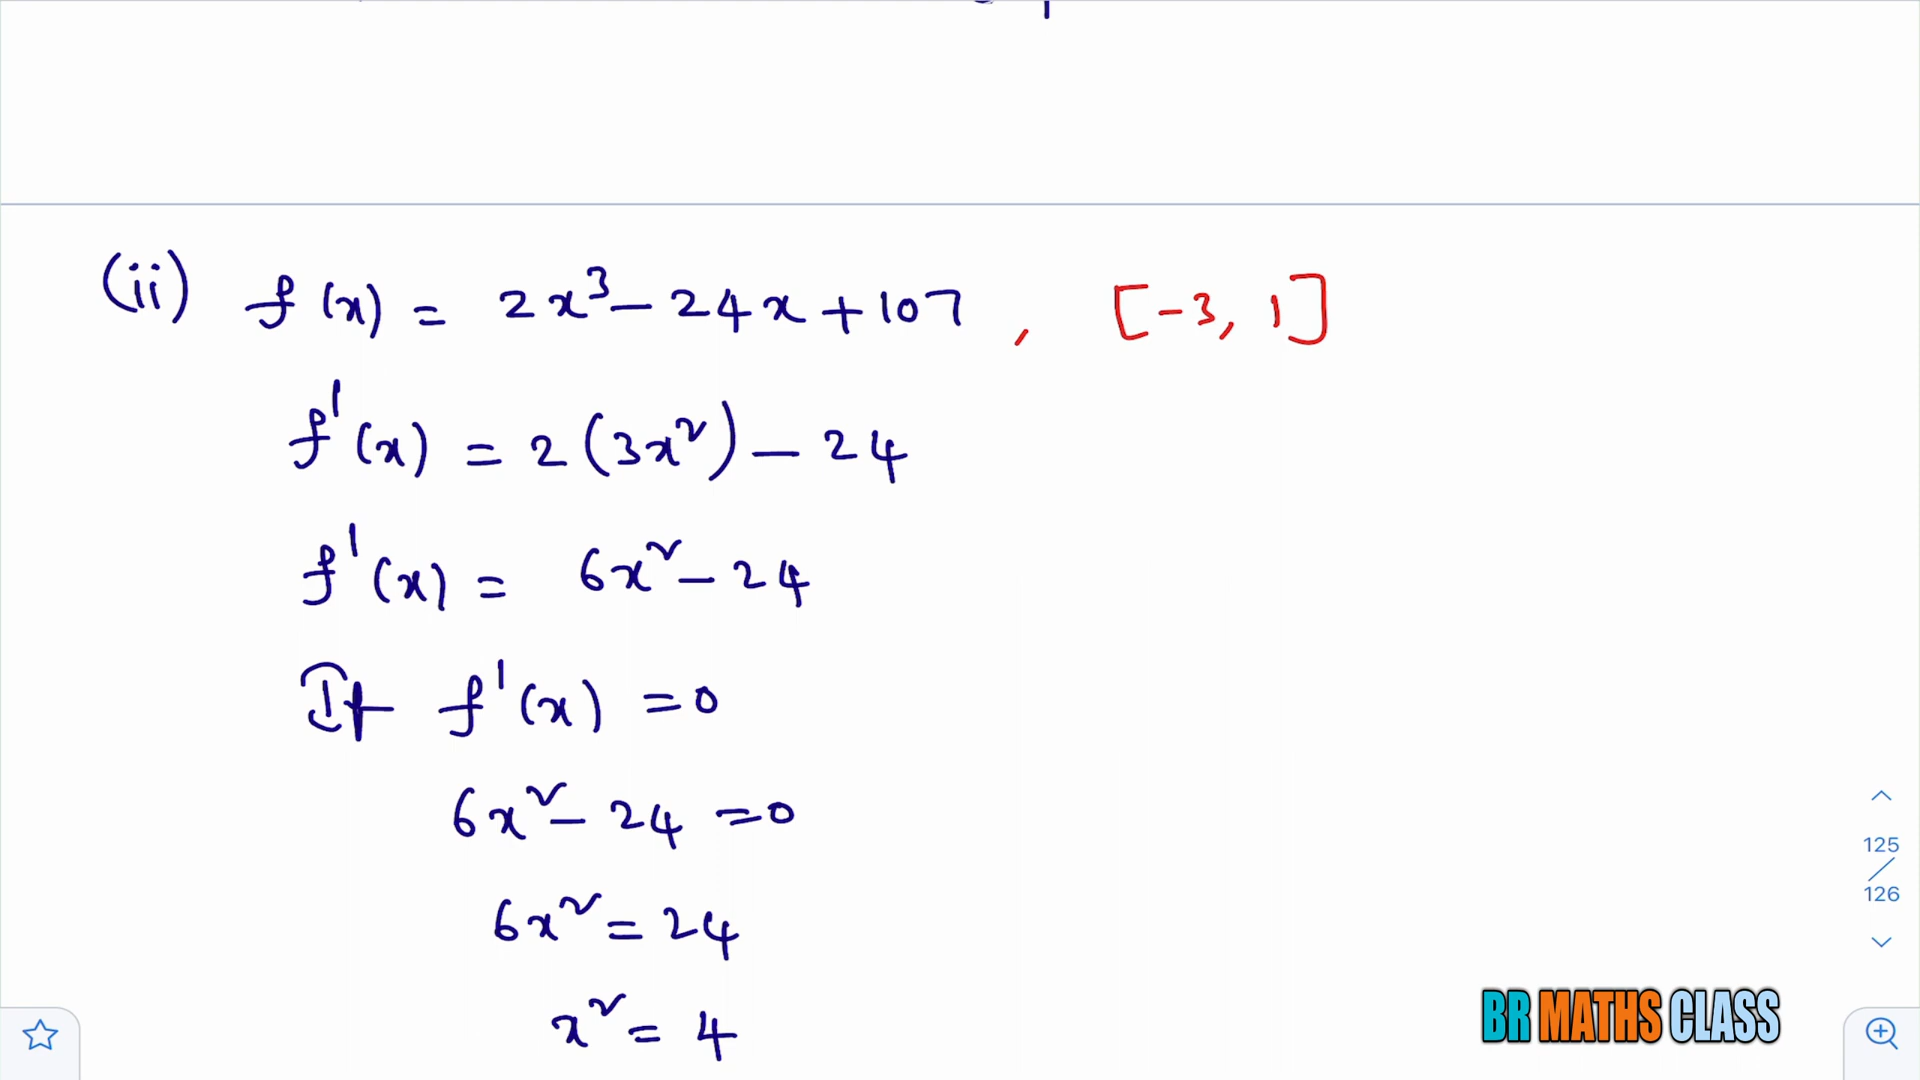 (ii) f(x) = 2x³ - 24x + 107 , [-3, 1]
f'(x) = 2(3x²) - 24
f'(x) = 6x² - 24
If f'(x) = 0
6x² - 24 = 0
6x² = 24
x² = 4
125
126
BR MATHS CLASS